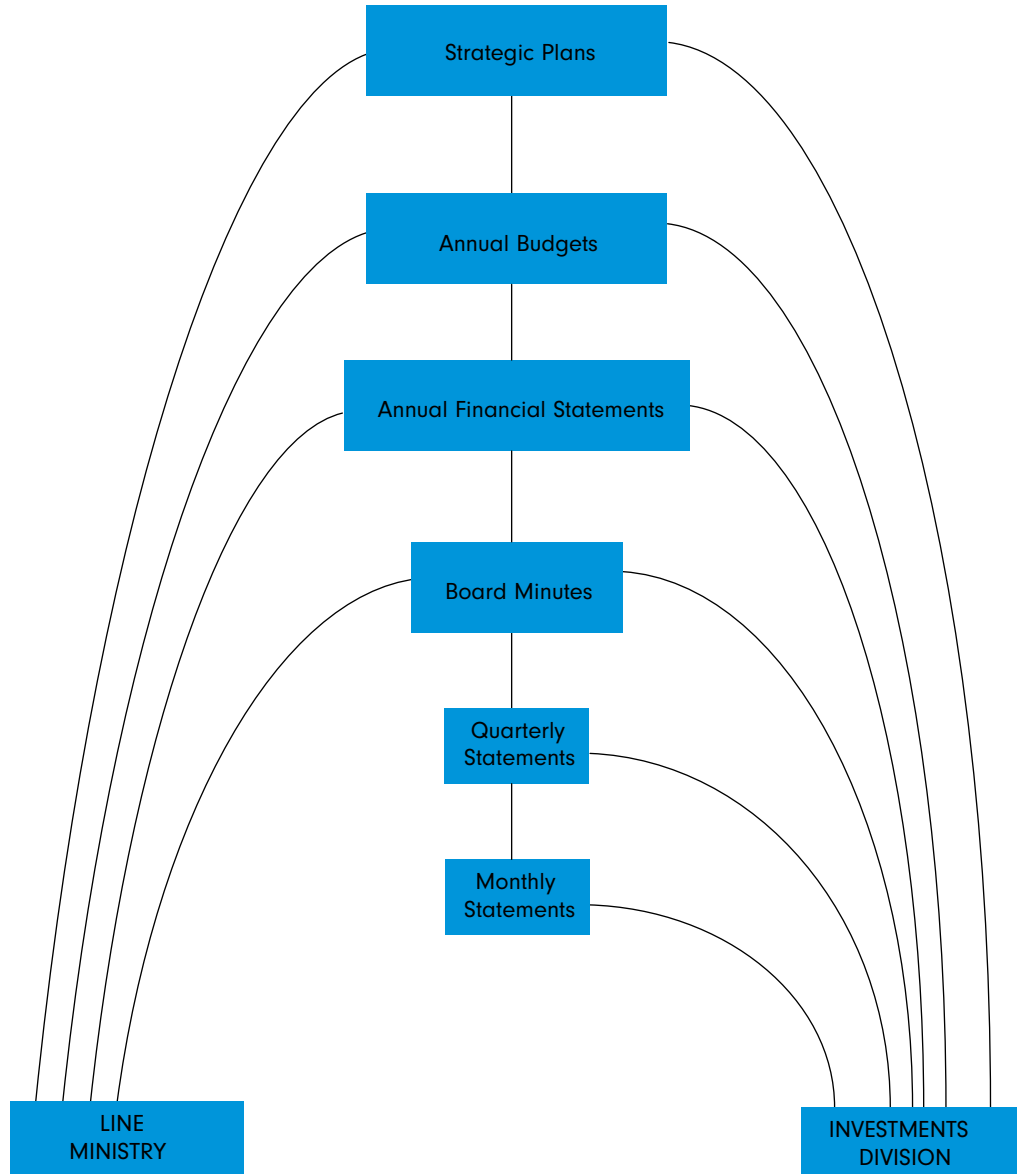 Strategic Plans
Annual Budgets
Annual Financial Statements
Board Minutes
Quarterly
Statements
Monthly
Statements
LINE
MINISTRY
INVESTMENTS
DIVISION